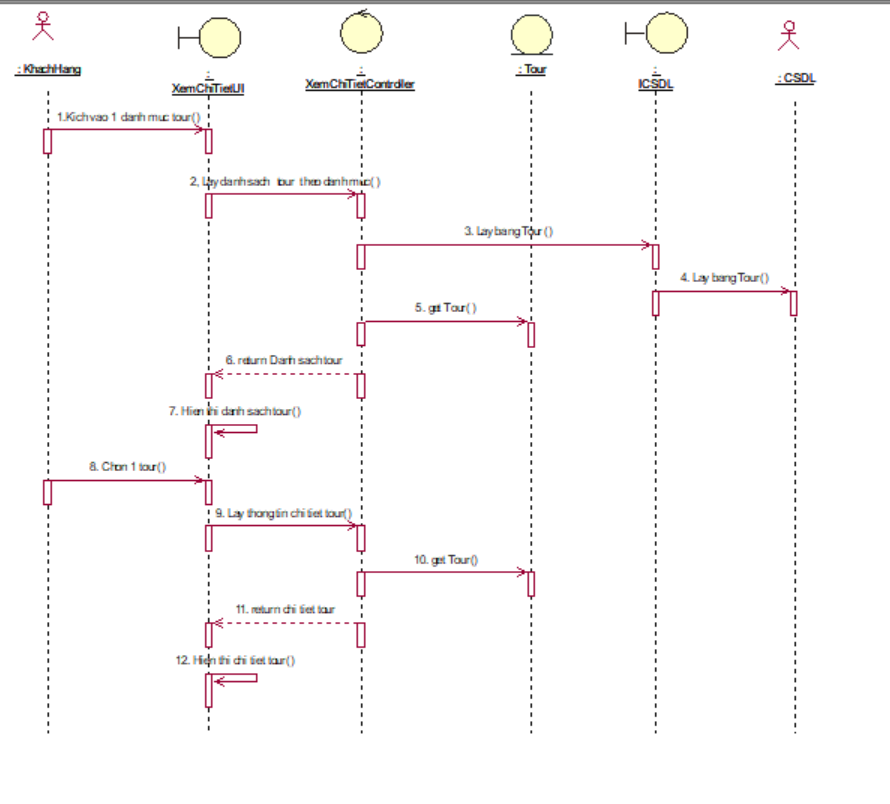 : KhachHang
:
XemChiTietUI
:
XemChiTietController
: Tour
:
ICSDL
: CSDL
1.Kich vao 1 danh muc tour()
2, Lay danh sach tour theo danh muc()
3. Lay bang Tour()
4. Lay bang Tour()
5. get Tour()
6. return Danh sach tour
7. Hien thi danh sach tour()
8. Chon 1 tour()
9. Lay thong tin chi tiet tour()
10. get Tour()
11. return chi tiet tour
12. Hien thi chi tiet tour()